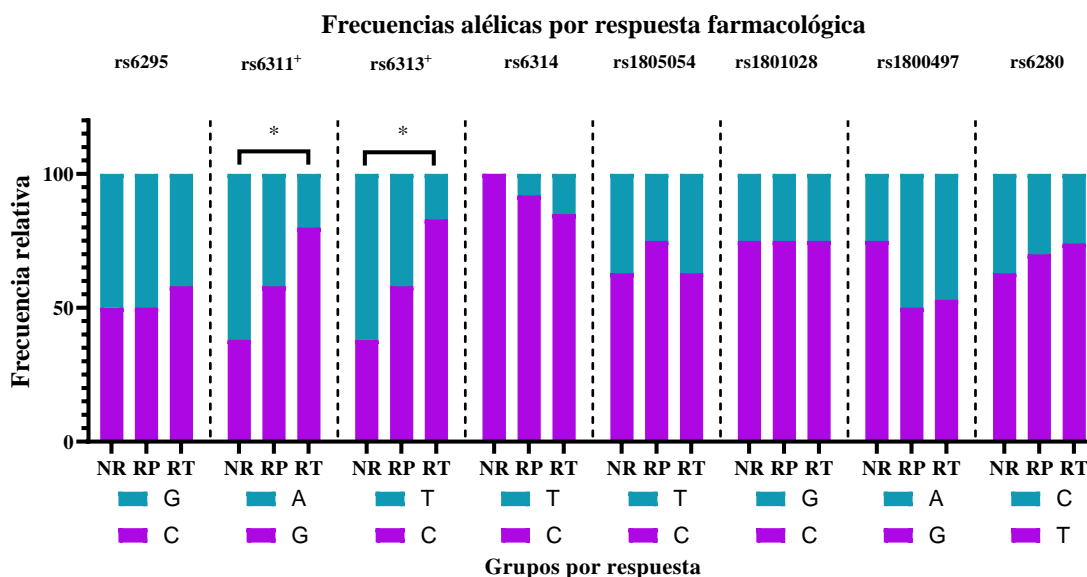 Frecuencias alélicas por respuesta farmacológica
rs6295 rs6311+ rs6313+ rs6314 rs1805054 rs1801028 rs1800497 rs6280
* *
Frecuencia relativa
100
50
0
NR RP RT NR RP RT NR RP RT NR RP RT NR RP RT NR RP RT NR RP RT NR RP RT
G A T T T G A C
C G C C C C G T
Grupos por respuesta